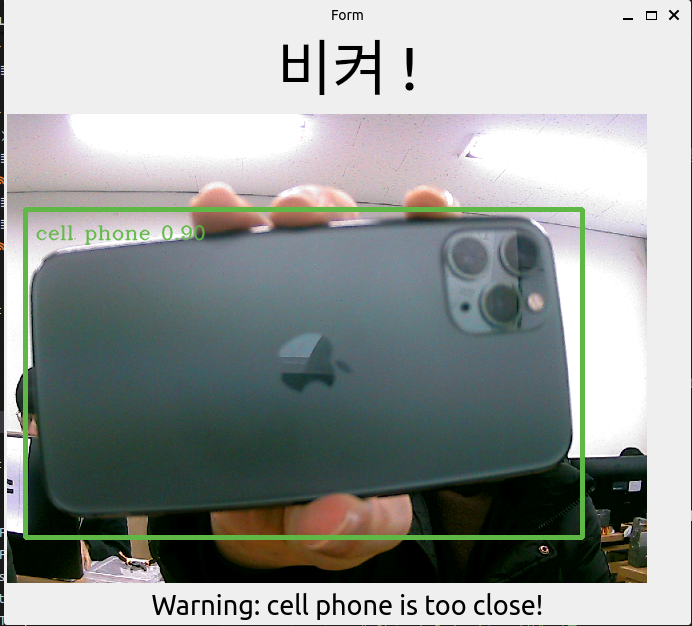 Form
비켜 !
cell phone 0.90
Warning: cell phone is too close!